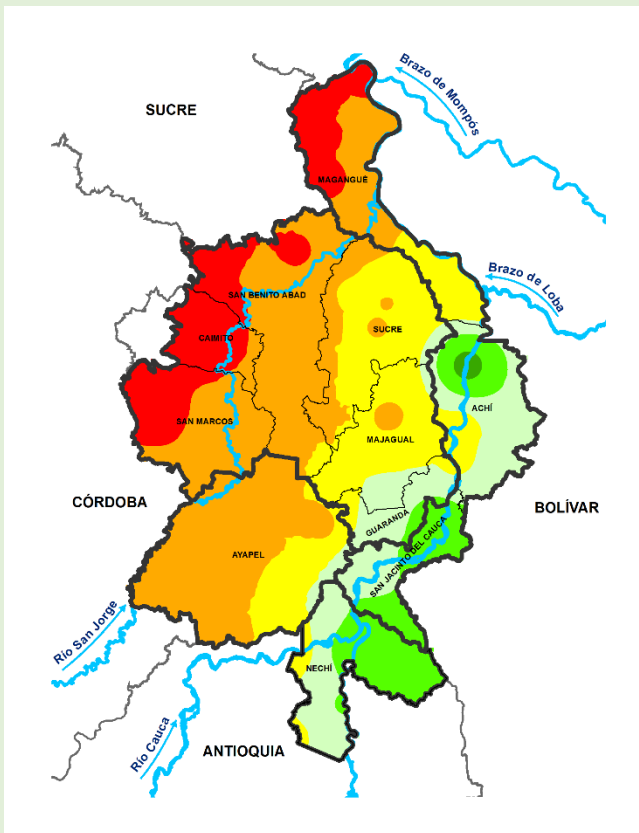 Brazo de Mompós
SUCRE
MAGANGUÉ
Brazo de Loba
SAN BENITO ABAD
SUCRE
CAIMITO
ACHÍ
SAN MARCOS
MAJAGUAL
CÓRDOBA
BOLÍVAR
GUARANDA
SAN JACINTO DEL CAUCA
AYAPEL
Río San Jorge
NECHÍ
Río Cauca
ANTIOQUIA